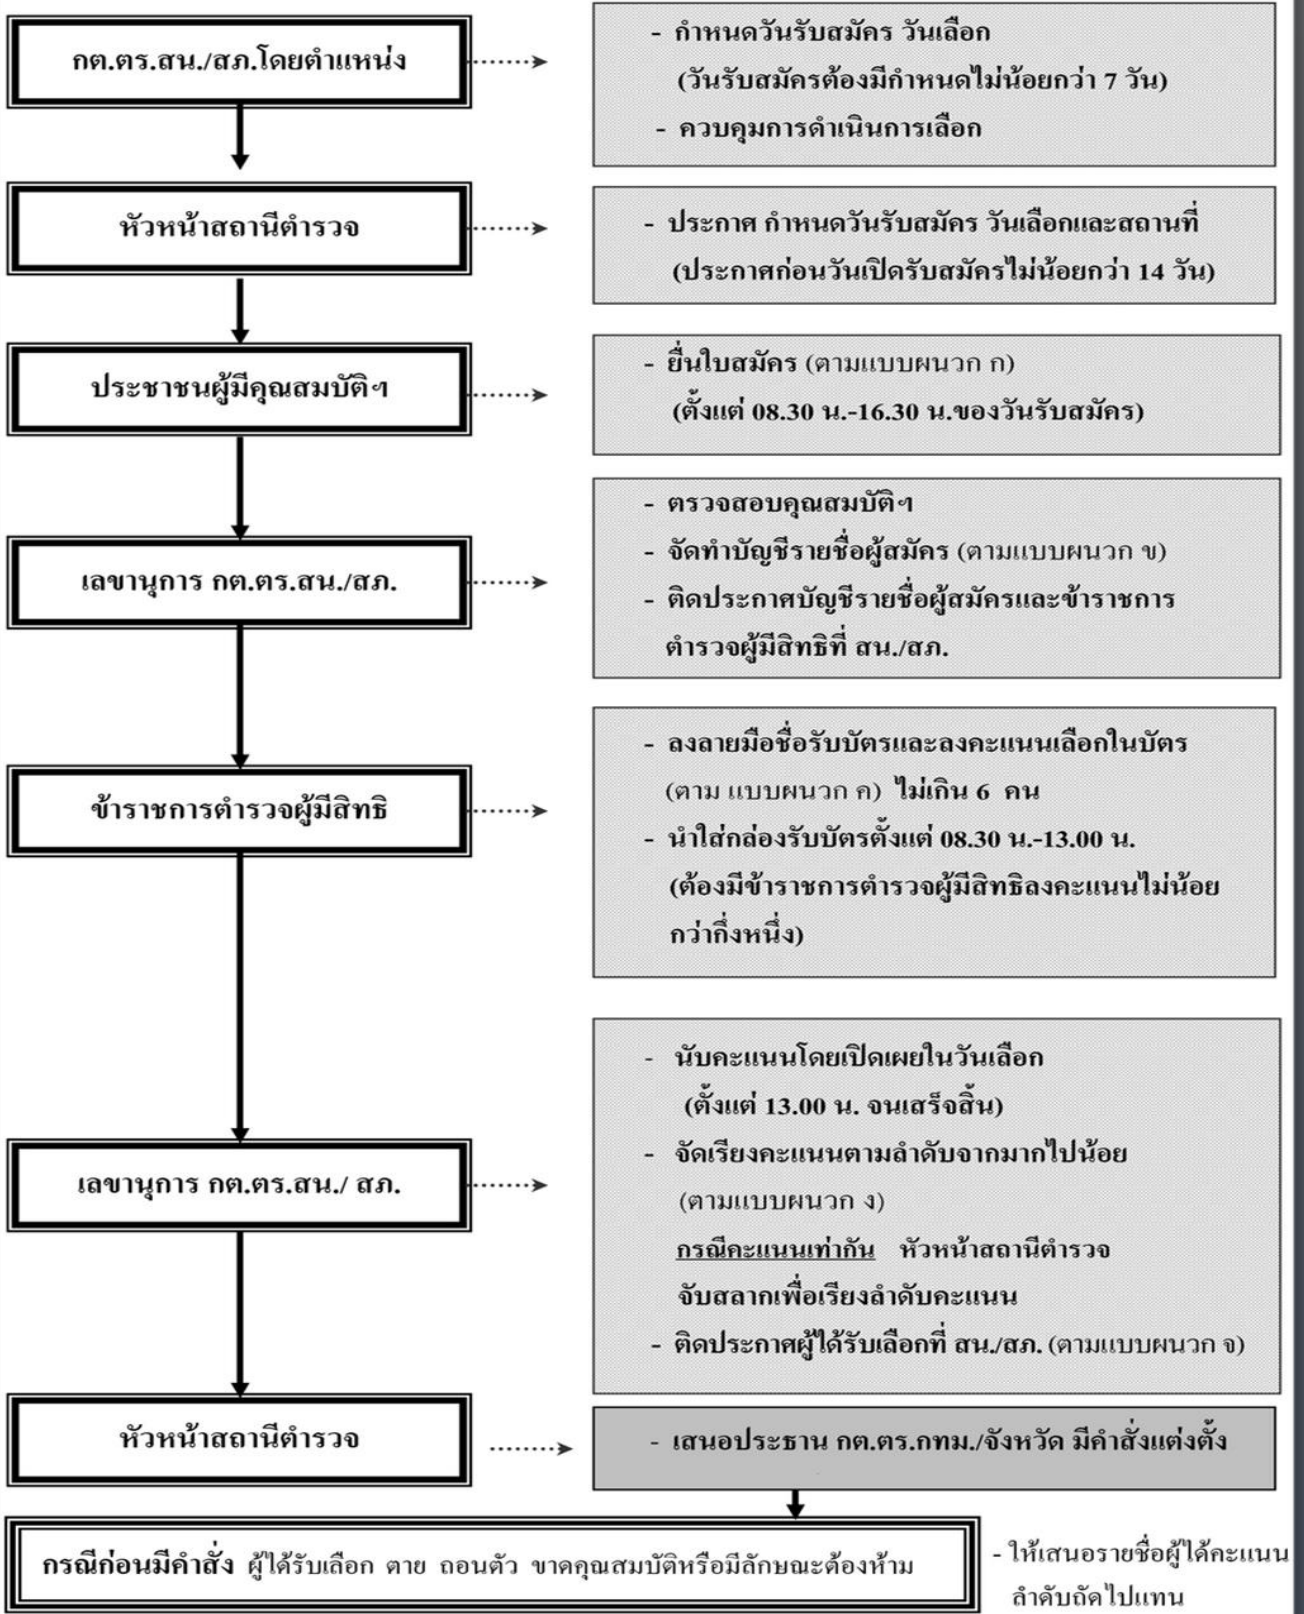 กต.ตร.สน./สภ.โดยตำแหน่ง
- กำหนดวันรับสมัคร วันเลือก
(วันรับสมัครต้องมีกำหนดไม่น้อยกว่า 7 วัน)
- ควบคุมการดำเนินการเลือก
หัวหน้าสถานีตำรวจ
- ประกาศ กำหนดวันรับสมัคร วันเลือกและสถานที่
(ประกาศก่อนวันเปิดรับสมัครไม่น้อยกว่า 14 วัน)
ประชาชนผู้มีคุณสมบัติฯ
- ยื่นใบสมัคร (ตามแบบผนวก ก)
(ตั้งแต่ 08.30 น.-16.30 น.ของวันรับสมัคร)
เลขานุการ กต.ตร.สน./สภ.
- ตรวจสอบคุณสมบัติฯ
- จัดทำบัญชีรายชื่อผู้สมัคร (ตามแบบผนวก ข)
- ติดประกาศบัญชีรายชื่อผู้สมัครและข้าราชการ
ตำรวจผู้มีสิทธิที่ สน./สภ.
ข้าราชการตำรวจผู้มีสิทธิ
- ลงลายมือชื่อรับบัตรและลงคะแนนเลือกในบัตร
(ตาม แบบผนวก ค) ไม่เกิน 6 คน
- นำใส่กล่องรับบัตรตั้งแต่ 08.30 น.-13.00 น.
(ต้องมีข้าราชการตำรวจผู้มีสิทธิลงคะแนนไม่น้อย
กว่ากึ่งหนึ่ง)
เลขานุการ กต.ตร.สน./ สภ.
- นับคะแนนโดยเปิดเผยในวันเลือก
(ตั้งแต่ 13.00 น. จนเสร็จสิ้น)
- จัดเรียงคะแนนตามลำดับจากมากไปน้อย
(ตามแบบผนวก ง)
กรณีคะแนนเท่ากัน หัวหน้าสถานีตำรวจ
จับสลากเพื่อเรียงลำดับคะแนน
- ติดประกาศผู้ได้รับเลือกที่ สน./สภ. (ตามแบบผนวก จ)
หัวหน้าสถานีตำรวจ
- เสนอประธาน กต.ตร.กทม./จังหวัด มีคำสั่งแต่งตั้ง
กรณีก่อนมีคำสั่ง ผู้ได้รับเลือก ตาย ถอนตัว ขาดคุณสมบัติหรือมีลักษณะต้องห้าม
- ให้เสนอรายชื่อผู้ได้คะแนน
ลำดับถัดไปแทน